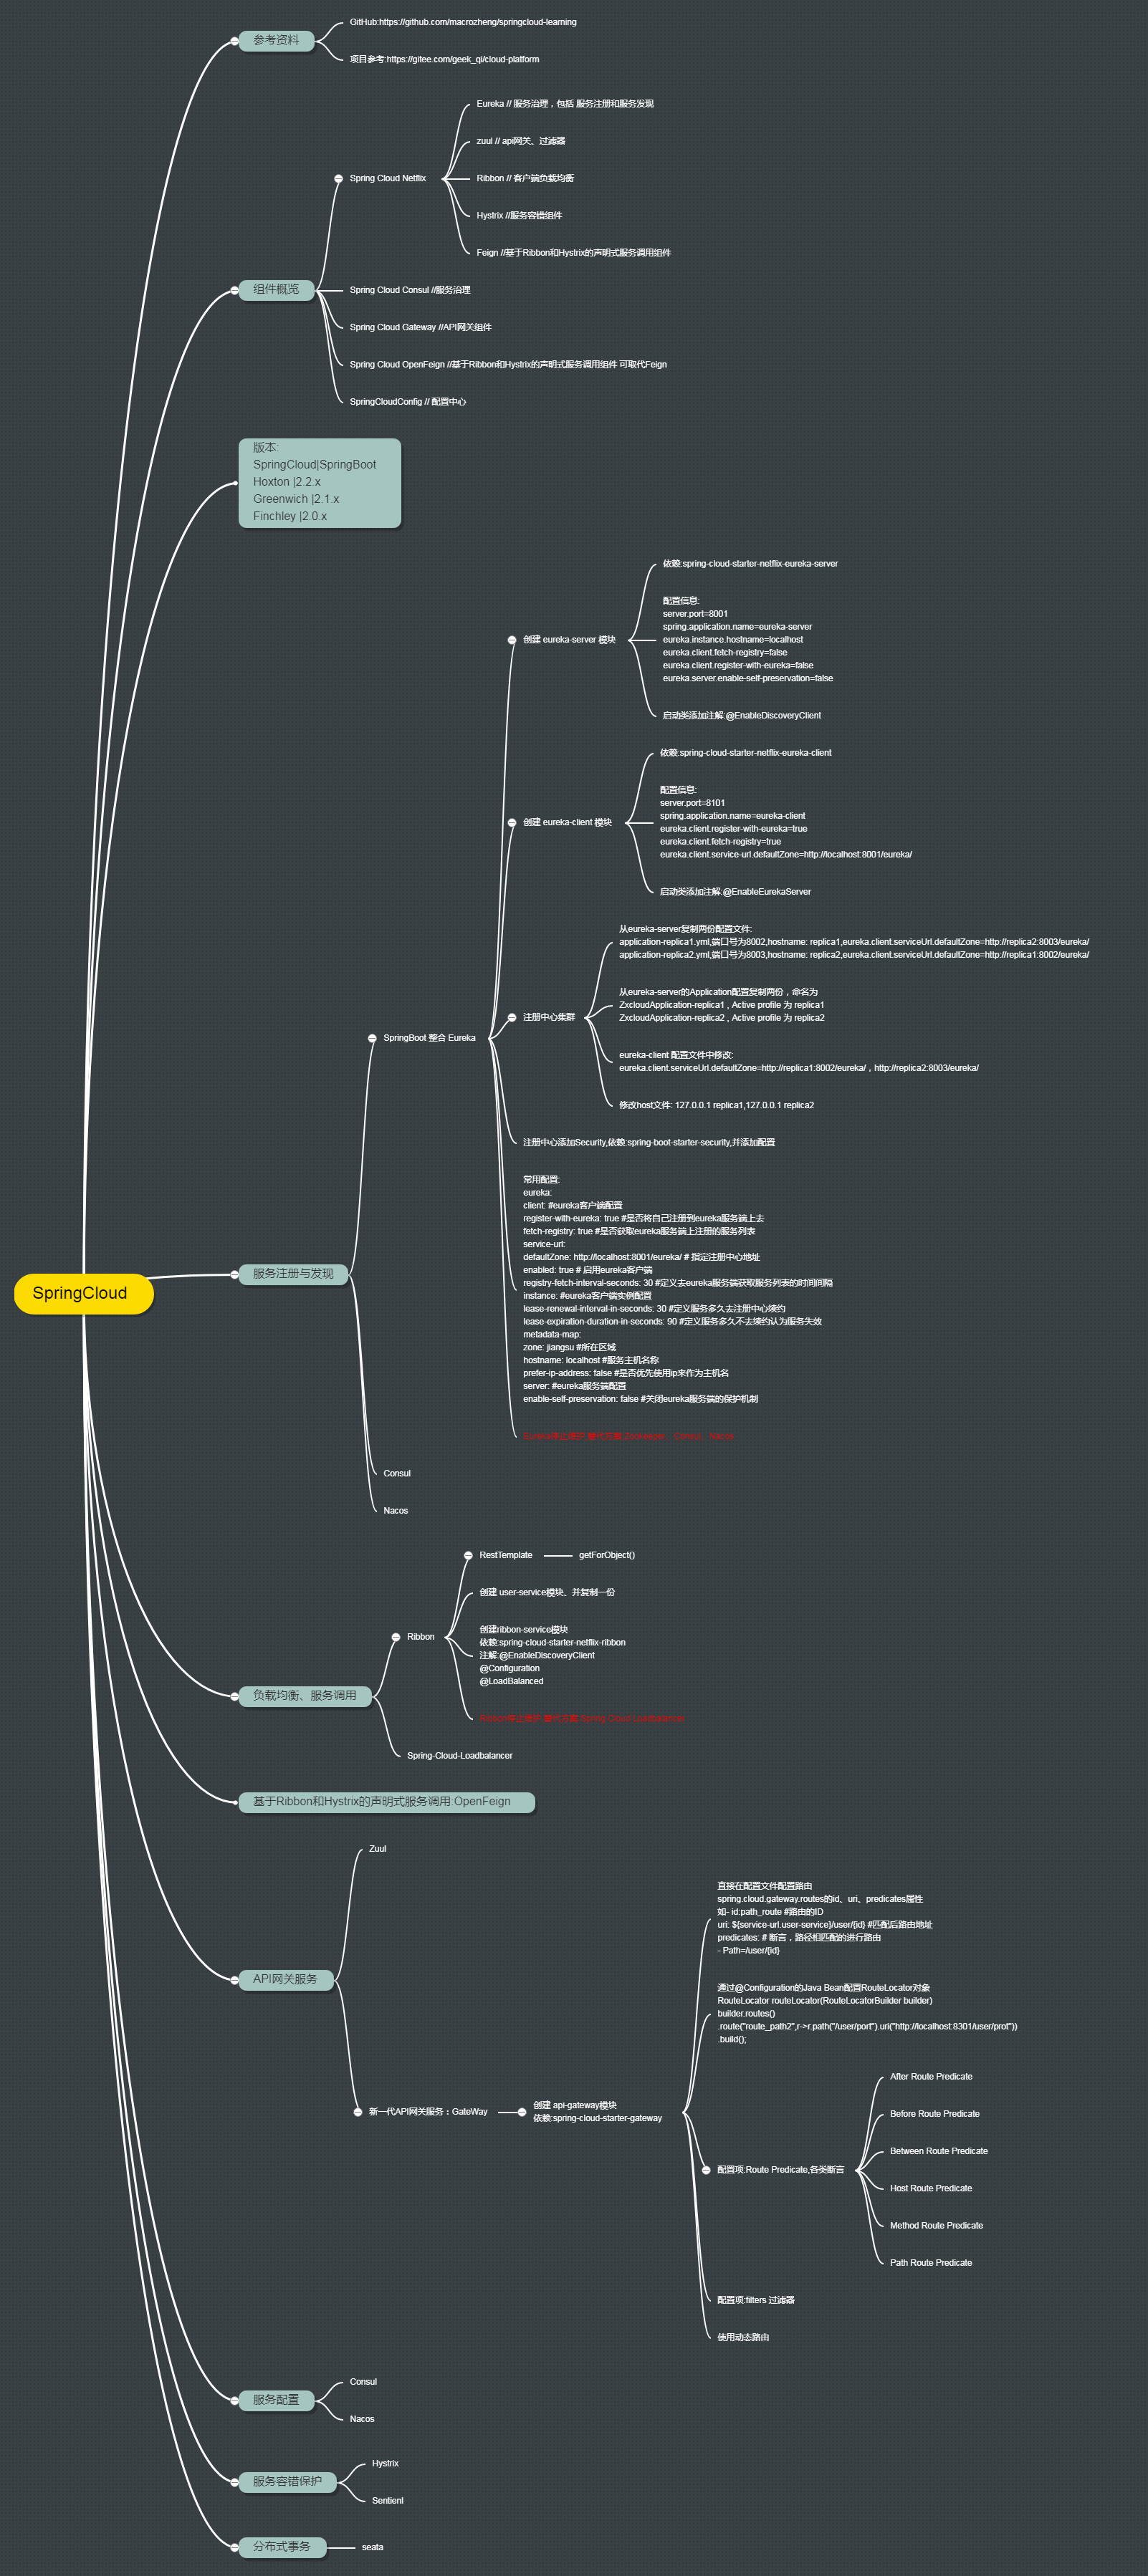 参考资料
GitHub:https://github.com/macrozheng/springcloud-learning
项目参考:https://gitee.com/geek_qi/cloud-platform
组件概览
Spring Cloud Netflix
Eureka // 服务治理，包括 服务注册和服务发现
zuul // api网关、过滤器
Ribbon // 客户端负载均衡
Hystrix //服务容错组件
Feign //基于Ribbon和Hystrix的声明式服务调用组件
Spring Cloud Consul //服务治理
Spring Cloud Gateway //API网关组件
Spring Cloud OpenFeign //基于Ribbon和Hystrix的声明式服务调用组件 可取代Feign
SpringCloudConfig // 配置中心
版本:
SpringCloud|SpringBoot
Hoxton |2.2.x
Greenwich |2.1.x
Finchley |2.0.x
SpringCloud
服务注册与发现
SpringBoot 整合 Eureka
创建 eureka-server 模块
依赖:spring-cloud-starter-netflix-eureka-server
配置信息:
server.port=8001
spring.application.name=eureka-server
eureka.instance.hostname=localhost
eureka.client.fetch-registry=false
eureka.client.register-with-eureka=false
eureka.server.enable-self-preservation=false
启动类添加注解:@EnableDiscoveryClient
创建 eureka-client 模块
依赖:spring-cloud-starter-netflix-eureka-client
配置信息:
server.port=8101
spring.application.name=eureka-client
eureka.client.register-with-eureka=true
eureka.client.fetch-registry=true
eureka.client.service-url.defaultZone=http://localhost:8001/eureka/
启动类添加注解:@EnableEurekaServer
注册中心集群
从eureka-server复制两份配置文件:
application-replica1.yml,端口号为8002,hostname: replica1,eureka.client.serviceUrl.defaultZone=http://replica2:8003/eureka/
application-replica2.yml,端口号为8003,hostname: replica2,eureka.client.serviceUrl.defaultZone=http://replica1:8002/eureka/
从eureka-server的Application配置复制两份，命名为
ZxcloudApplication-replica1 , Active profile 为 replica1
ZxcloudApplication-replica2 , Active profile 为 replica2
eureka-client 配置文件中修改:
eureka.client.serviceUrl.defaultZone=http://replica1:8002/eureka/，http://replica2:8003/eureka/
修改host文件: 127.0.0.1 replica1,127.0.0.1 replica2
注册中心添加Security,依赖:spring-boot-starter-security,并添加配置
常用配置:
eureka:
client: #eureka客户端配置
register-with-eureka: true #是否将自己注册到eureka服务端上去
fetch-registry: true #是否获取eureka服务端上注册的服务列表
service-url:
defaultZone: http://localhost:8001/eureka/ # 指定注册中心地址
enabled: true # 启用eureka客户端
registry-fetch-interval-seconds: 30 #定义去eureka服务端获取服务列表的时间间隔
instance: #eureka客户端实例配置
lease-renewal-interval-in-seconds: 30 #定义服务多久去注册中心续约
lease-expiration-duration-in-seconds: 90 #定义服务多久不去续约认为服务失效
metadata-map:
zone: jiangsu #所在区域
hostname: localhost #服务主机名称
prefer-ip-address: false #是否优先使用ip来作为主机名
server: #eureka服务端配置
enable-self-preservation: false #关闭eureka服务端的保护机制
Consul
Nacos
负载均衡、服务调用
Ribbon
RestTemplate
getForObject()
创建 user-service模块、并复制一份
创建ribbon-service模块
依赖:spring-cloud-starter-netflix-ribbon
注解:@EnableDiscoveryClient
@Configuration
@LoadBalanced
Spring-Cloud-Loadbalancer
基于Ribbon和Hystrix的声明式服务调用:OpenFeign
API网关服务
Zuul
新一代API网关服务：GateWay
创建 api-gateway模块
依赖:spring-cloud-starter-gateway
直接在配置文件配置路由
spring.cloud.gateway.routes的id、uri、predicates属性
如- id:path_route #路由的ID
uri: ${service-url.user-service}/user/{id} #匹配后路由地址
predicates: # 断言，路径相匹配的进行路由
- Path=/user/{id}
通过@Configuration的Java Bean配置RouteLocator对象
RouteLocator routeLocator(RouteLocatorBuilder builder)
builder.routes()
.route("route_path2",r->r.path("/user/port").uri("http://localhost:8301/user/prot"))
.build();
配置项:Route Predicate,各类断言
After Route Predicate
Before Route Predicate
Between Route Predicate
Host Route Predicate
Method Route Predicate
Path Route Predicate
配置项:filters 过滤器
使用动态路由
服务配置
Consul
Nacos
服务容错保护
Hystrix
Sentienl
分布式事务
seata